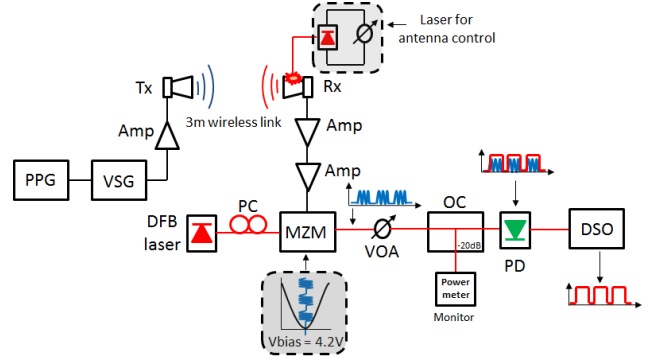 Laser for
antenna control
Tx
Rx
3m wireless link
Amp
Amp
Amp
PPG
VSG
PC
OC
DFB
laser
MZM
VOA
-20dB
PD
DSO
Power
meter
Monitor
Vbias = 4.2V